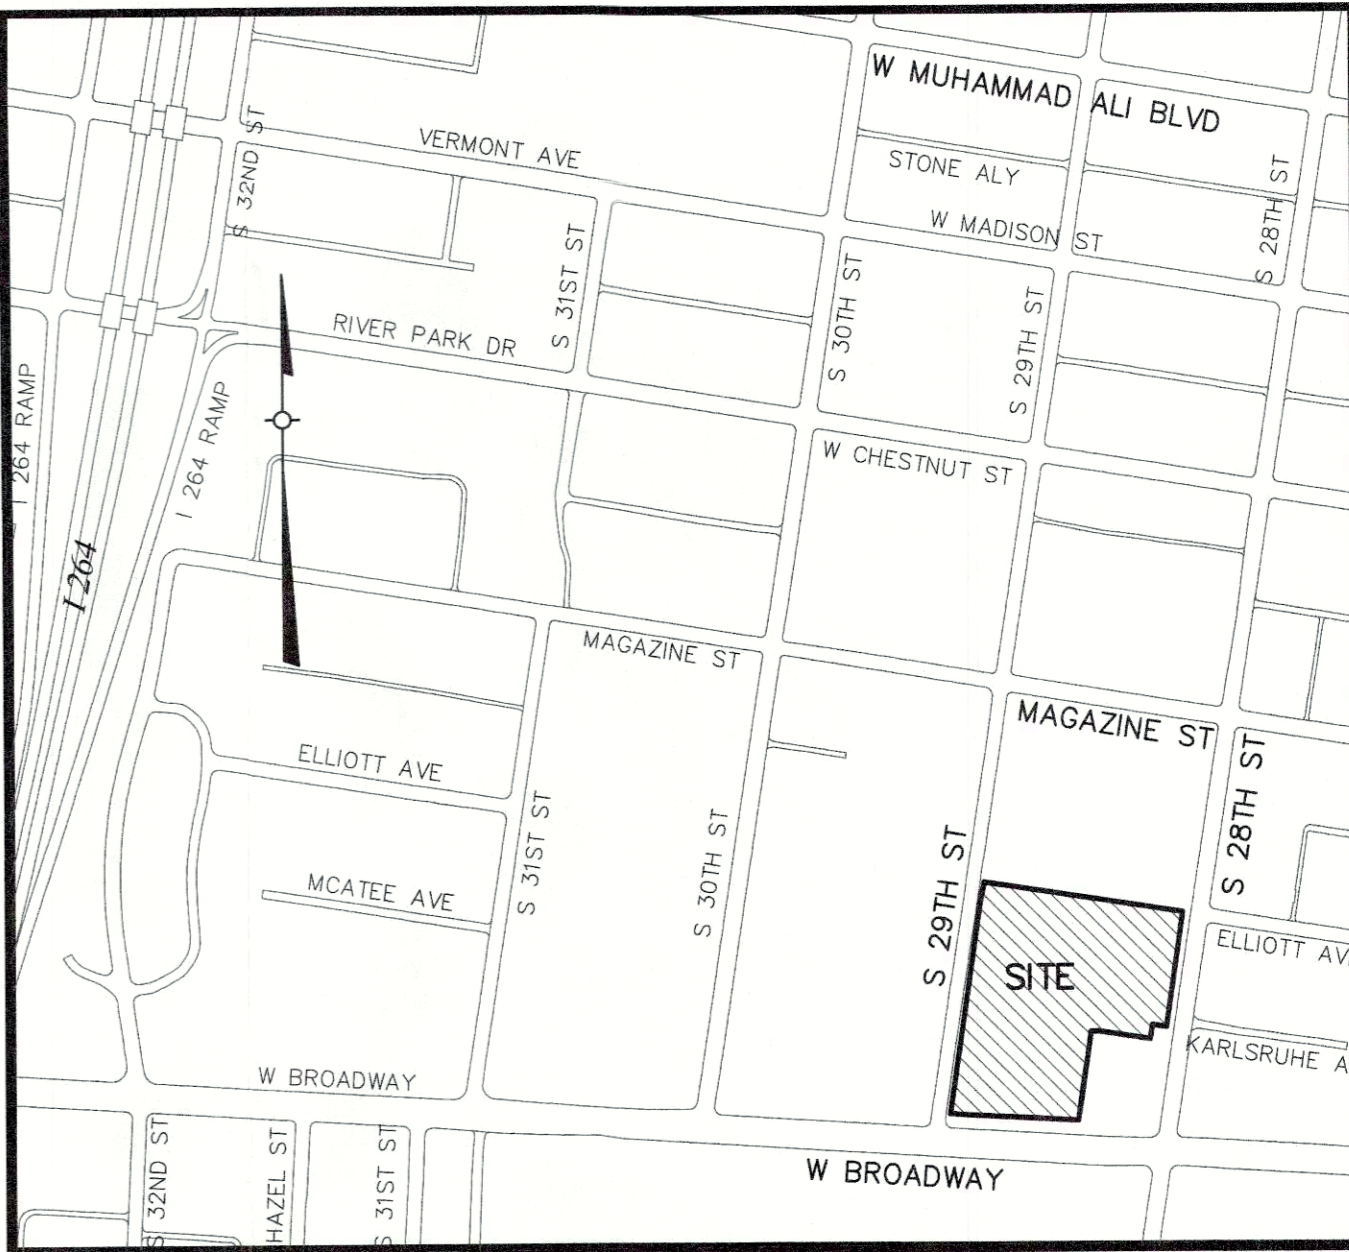 W MUHAMMAD ALI BLVD
VERMONT AVE
STONE ALY
S 32ND ST
S 28TH ST
W MADISON ST
S 31ST ST
S 30TH ST
S 29TH ST
RIVER PARK DR
I 264 RAMP
I 264 RAMP
W CHESTNUT ST
I 264
MAGAZINE ST
MAGAZINE ST
ELLIOTT AVE
S 28TH ST
S 31ST ST
S 30TH ST
S 29TH ST
MCATEE AVE
ELLIOTT AV
SITE
KARLSRUHE A
W BROADWAY
W BROADWAY
S 32ND ST
HAZEL ST
S 31ST ST